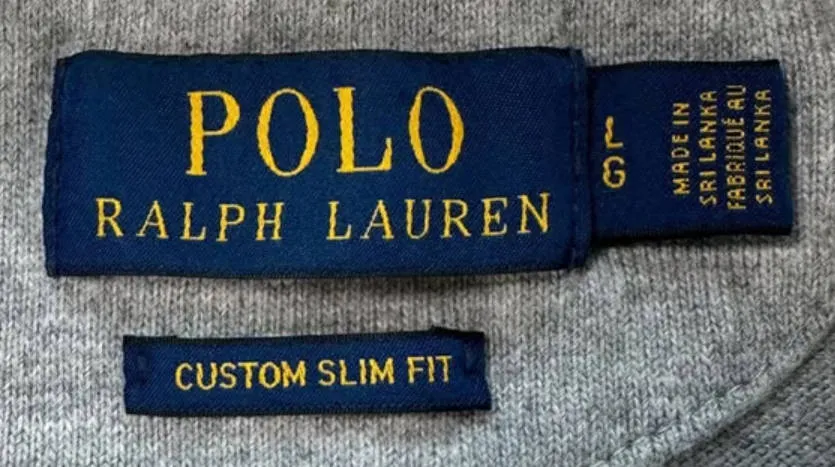 POLO
RALPH LAUREN
L
G
MADE IN
SRI LANKA
FABRIQUÉ AU
SRI LANKA
CUSTOM SLIM FIT